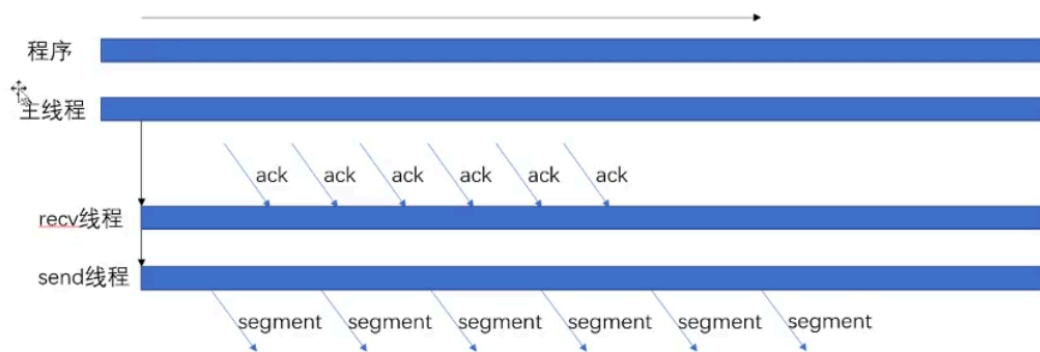 程序
主线程
ack ack ack ack ack ack
recv线程
send线程
segment segment segment segment segment segment